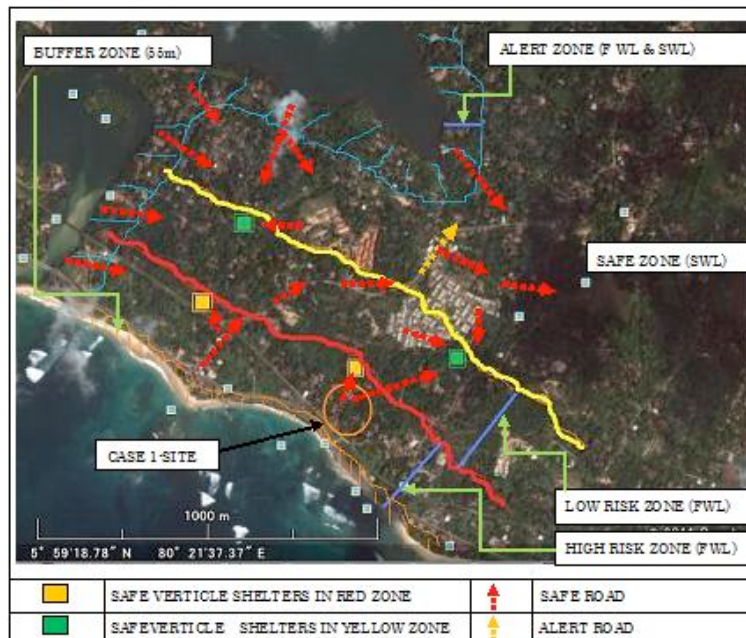 BUFFER ZONE (55m)
ALERT ZONE (FWL & SWL)
SAFE ZONE (SWL)
CASE 1-SITE
LOW RISK ZONE (FWL)
1000 m
HIGH RISK ZONE (FWL)
5° 59'18.78" N 80° 21'37.37" E
SAFE VERTICLE SHELTERS IN RED ZONE
SAFE ROAD
SAFEVERTICLE SHELTERS IN YELLOW ZONE
ALERT ROAD